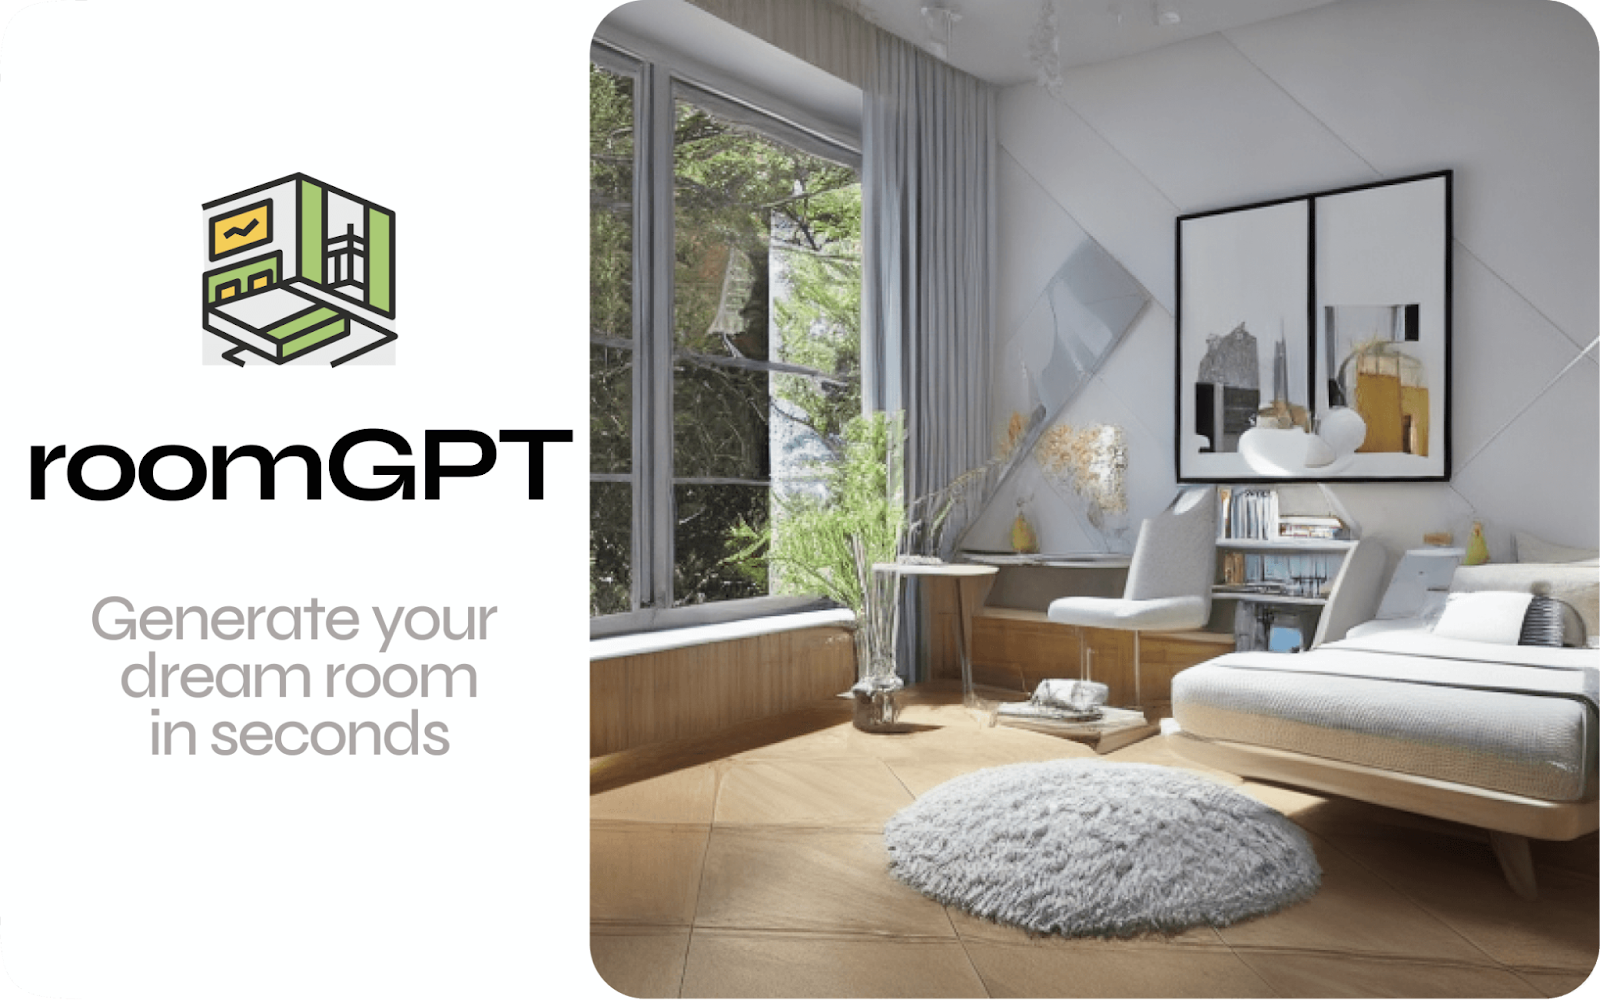 roomGPT
Generate your
dream room
in seconds